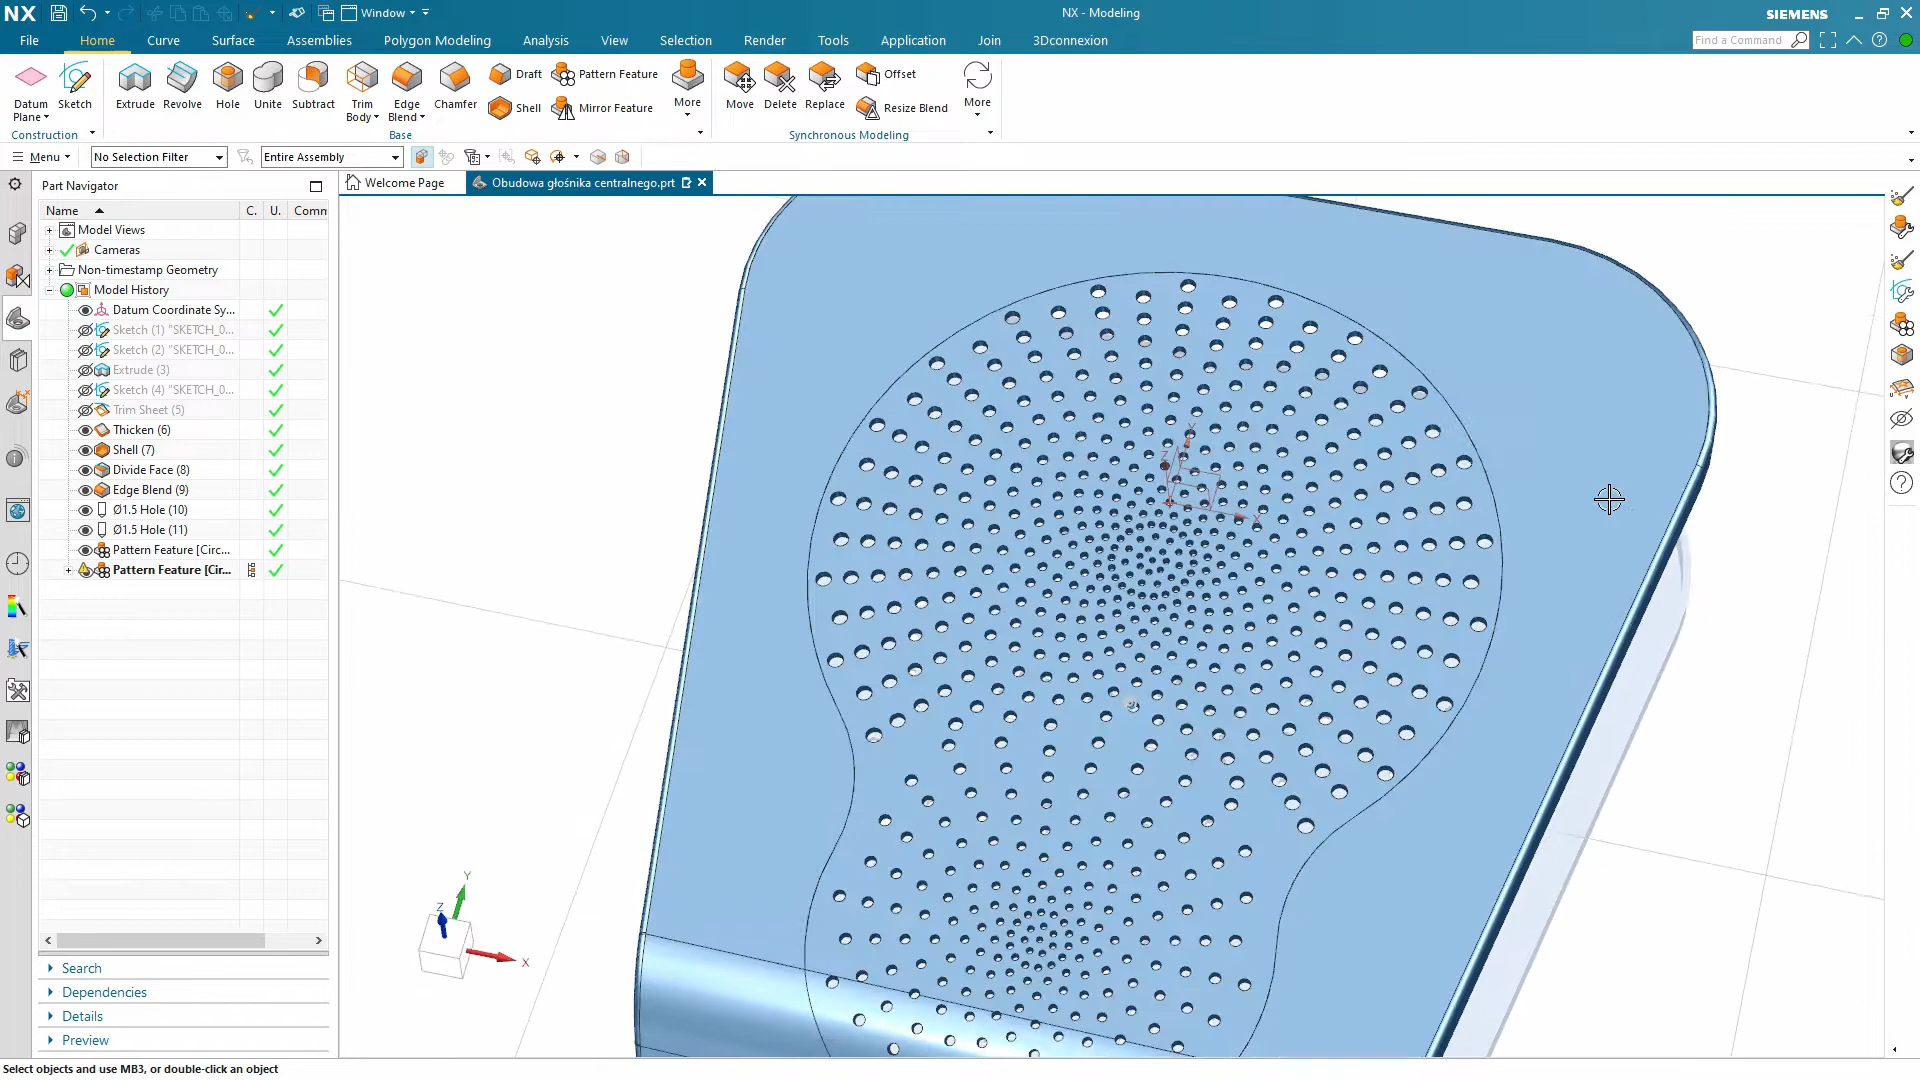 NX
Window
NX - Modeling
SIEMENS
File Home Curve Surface Assemblies Polygon Modeling Analysis View Selection Render Tools Application Join 3Dconnexion
Find a Command
Datum Plane
Sketch
Extrude
Revolve
Hole
Unite
Subtract
Trim Body
Edge Blend
Chamfer
Draft
Shell
Pattern Feature
Mirror Feature
More
Move
Delete
Replace
Offset
Resize Blend
More
Construction
Base
Synchronous Modeling
Menu
No Selection Filter
Entire Assembly
Part Navigator
Welcome Page
Obudowa głośnika centralnego.prt
Name C. U. Comm
Model Views
Cameras
Non-timestamp Geometry
Model History
Datum Coordinate Sy...
Sketch (1) "SKETCH_0...
Sketch (2) "SKETCH_0...
Extrude (3)
Sketch (4) "SKETCH_0...
Trim Sheet (5)
Thicken (6)
Shell (7)
Divide Face (8)
Edge Blend (9)
Ø1.5 Hole (10)
Ø1.5 Hole (11)
Pattern Feature [Circ...
Pattern Feature [Cir...
Y
Z
X
Y
Z
X
Search
Dependencies
Details
Preview
Select objects and use MB3, or double-click an object